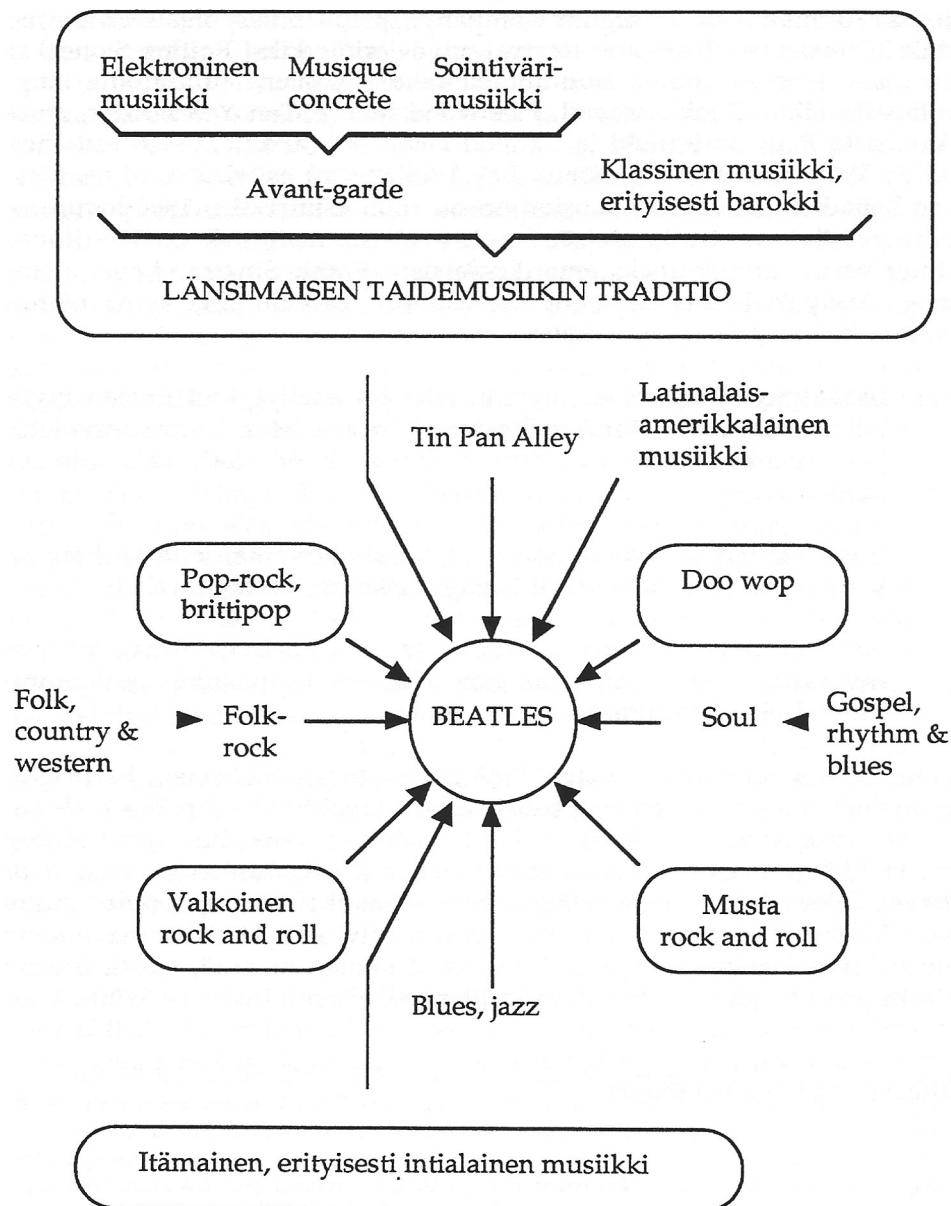 Elektroninen
musiikki
Musique
concrète
Sointiväri-
musiikki
Avant-garde
Klassinen musiikki,
erityisesti barokki
LÄNSIMAISEN TAIDEMUSIIKIN TRADITIO
Tin Pan Alley
Latinalais-
amerikkalainen
musiikki
Pop-rock,
brittipop
Doo wop
Folk,
country &
western
Folk-
rock
BEATLES
Soul
Gospel,
rhythm &
blues
Valkoinen
rock and roll
Musta
rock and roll
Blues, jazz
Itämainen, erityisesti intialainen musiikki